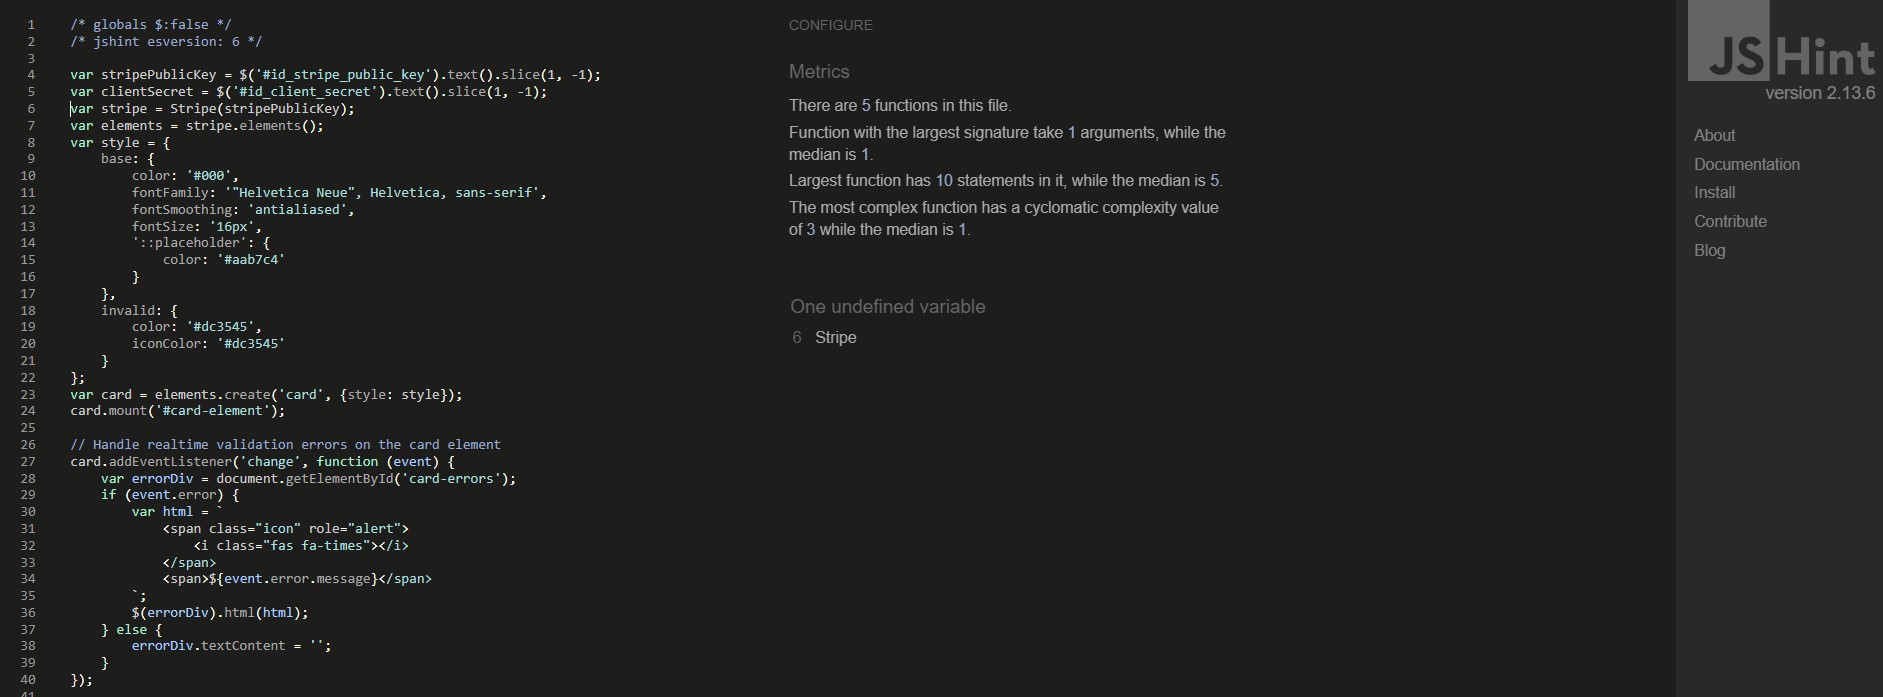 1 /* globals $:false */
2 /* jshint esversion: 6 */
3
4 var stripePublicKey = $('#id_stripe_public_key').text().slice(1, -1);
5 var clientSecret = $('#id_client_secret').text().slice(1, -1);
6 var stripe = Stripe(stripePublicKey);
7 var elements = stripe.elements();
8 var style = {
9     base: {
10         color: '#000',
11         fontFamily: '"Helvetica Neue", Helvetica, sans-serif',
12         fontSmoothing: 'antialiased',
13         fontSize: '16px',
14         '::placeholder': {
15             color: '#aab7c4'
16         }
17     },
18     invalid: {
19         color: '#dc3545',
20         iconColor: '#dc3545'
21     }
22 };
23 var card = elements.create('card', {style: style});
24 card.mount('#card-element');
25
26 // Handle realtime validation errors on the card element
27 card.addEventListener('change', function (event) {
28     var errorDiv = document.getElementById('card-errors');
29     if (event.error) {
30         var html = `
31             <span class="icon" role="alert">
32                 <i class="fas fa-times"></i>
33             </span>
34             <span>${event.error.message}</span>
35         `;
36         $(errorDiv).html(html);
37     } else {
38         errorDiv.textContent = '';
39     }
40 });
41
CONFIGURE
Metrics
There are 5 functions in this file.
Function with the largest signature take 1 arguments, while the
median is 1.
Largest function has 10 statements in it, while the median is 5.
The most complex function has a cyclomatic complexity value
of 3 while the median is 1.
One undefined variable
6 Stripe
JSHint
version 2.13.6
About
Documentation
Install
Contribute
Blog